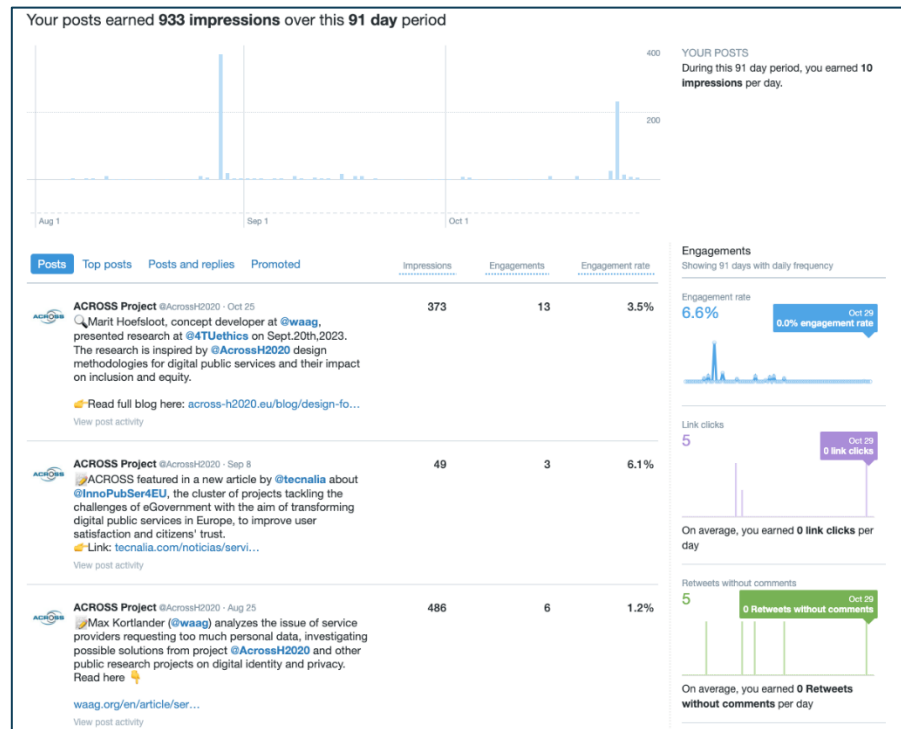 Your posts earned 933 impressions over this 91 day period
400
200
Aug 1
Sep 1
Oct 1
YOUR POSTS
During this 91 day period, you earned 10
impressions per day.
Posts
Top posts
Posts and replies
Promoted
Impressions
Engagements
Engagement rate
ACROSS
ACROSS Project @AcrossH2020 · Oct 25
373
13
3.5%
🔍Marit Hoefsloot, concept developer at @waag,
presented research at @4TUethics on Sept.20th,2023.
The research is inspired by @AcrossH2020 design
methodologies for digital public services and their impact
on inclusion and equity.
👉Read full blog here: across-h2020.eu/blog/design-fo…
View post activity
ACROSS
ACROSS Project @AcrossH2020 · Sep 8
49
3
6.1%
📝ACROSS featured in a new article by @tecnalia about
@InnoPubSer4EU, the cluster of projects tackling the
challenges of eGovernment with the aim of transforming
digital public services in Europe, to improve user
satisfaction and citizens' trust.
👉Link: tecnalia.com/noticias/servi…
View post activity
ACROSS
ACROSS Project @AcrossH2020 · Aug 25
486
6
1.2%
📝Max Kortlander (@waag) analyzes the issue of service
providers requesting too much personal data, investigating
possible solutions from project @AcrossH2020 and other
public research projects on digital identity and privacy.
Read here 👇
waag.org/en/article/ser…
View post activity
Engagements
Showing 91 days with daily frequency
Engagement rate
6.6%
Oct 29
0.0% engagement rate
Link clicks
5
Oct 29
0 link clicks
On average, you earned 0 link clicks per
day
Retweets without comments
5
Oct 29
0 Retweets without comments
On average, you earned 0 Retweets
without comments per day